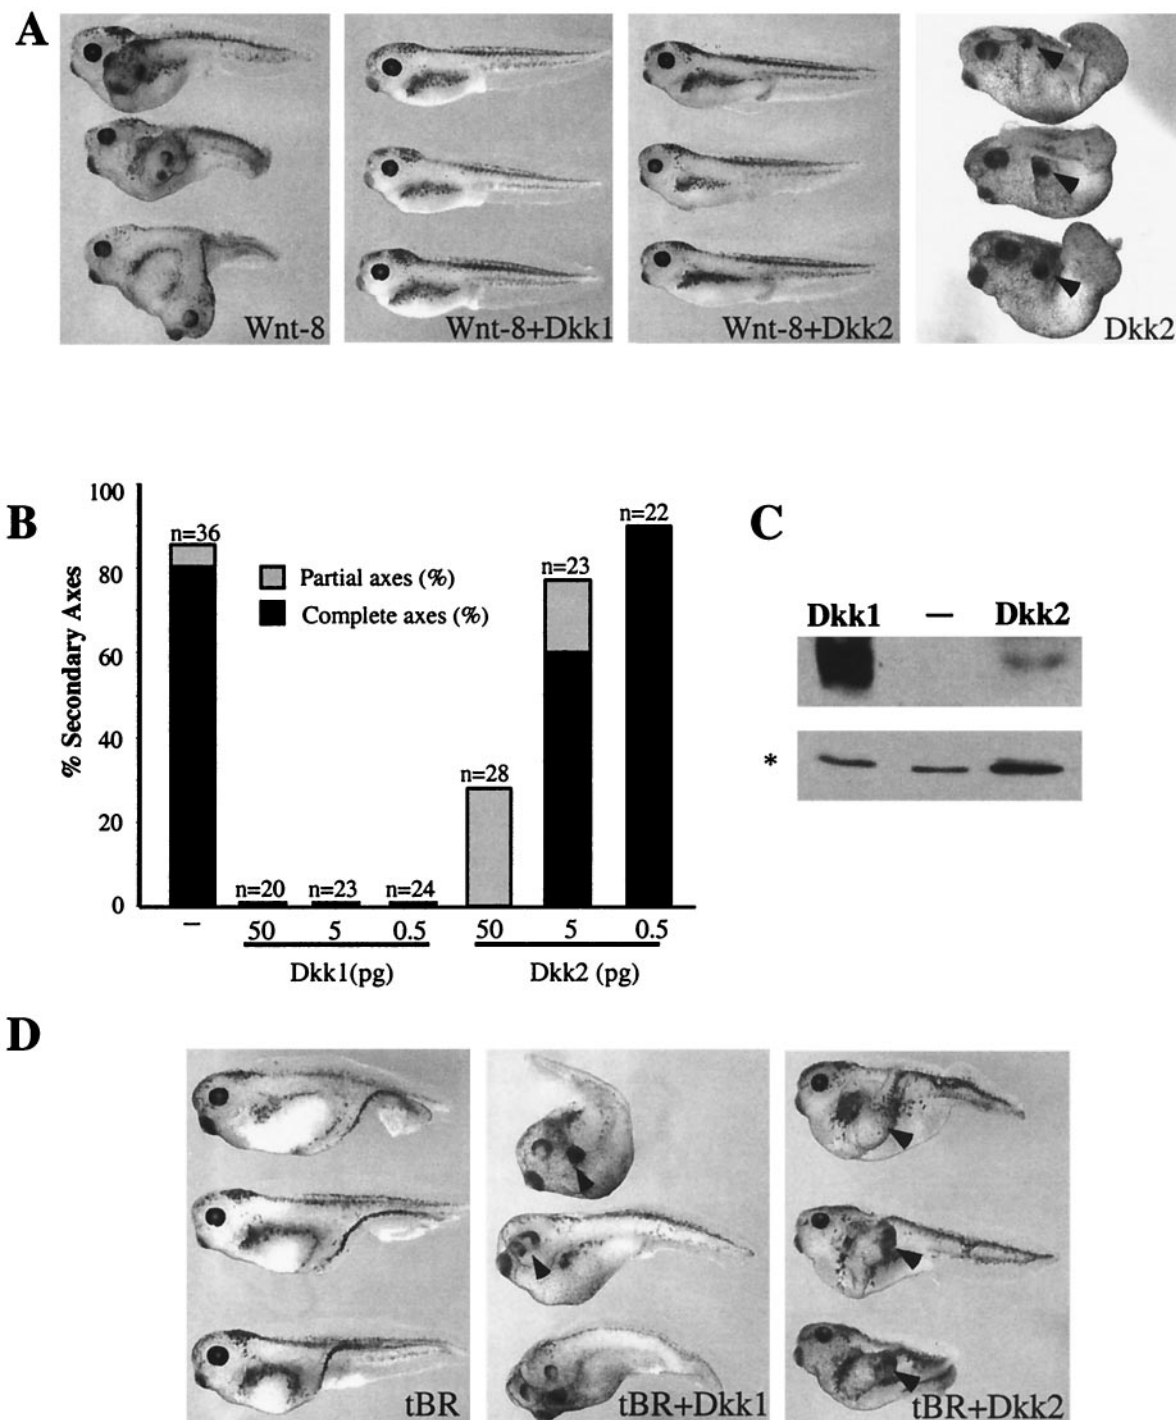 A
Wnt-8
Wnt-8+Dkk1
Wnt-8+Dkk2
Dkk2
B
% Secondary Axes
100
80
60
40
20
0
n=36
n=20
n=23
n=24
n=28
n=23
n=22
Partial axes (%)
Complete axes (%)
–
50
5
0.5
50
5
0.5
Dkk1(pg)
Dkk2 (pg)
C
Dkk1 – Dkk2
*
D
tBR
tBR+Dkk1
tBR+Dkk2